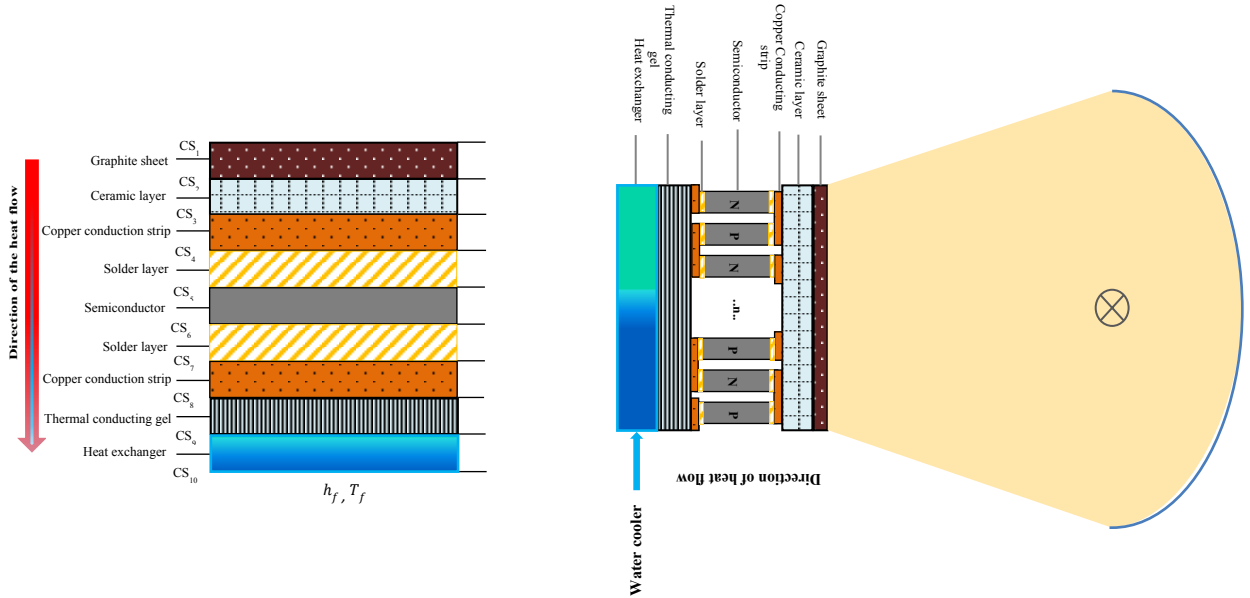 Direction of the heat flow
CS1
Graphite sheet
CS2
Ceramic layer
CS3
Copper conduction strip
CS4
Solder layer
CS5
Semiconductor
CS6
Solder layer
CS7
Copper conduction strip
CS8
Thermal conducting gel
CS9
Heat exchanger
CS10
hf , Tf
Heat exchanger
Thermal conducting
gel
Solder layer
Semiconductor
Copper Conducting
strip
Ceramic layer
Graphite sheet
N
P
N
..n..
P
N
P
Direction of heat flow
Water cooler